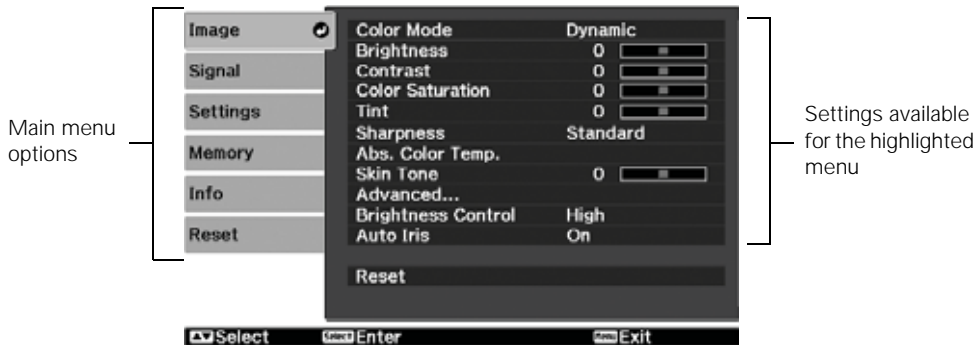 Main menu
options
Image
Signal
Settings
Memory
Info
Reset
Color Mode Dynamic
Brightness 0
Contrast 0
Color Saturation 0
Tint 0
Sharpness Standard
Abs. Color Temp.
Skin Tone 0
Advanced...
Brightness Control High
Auto Iris On
Reset
Settings available
for the highlighted
menu
Select Select Enter Menu Exit